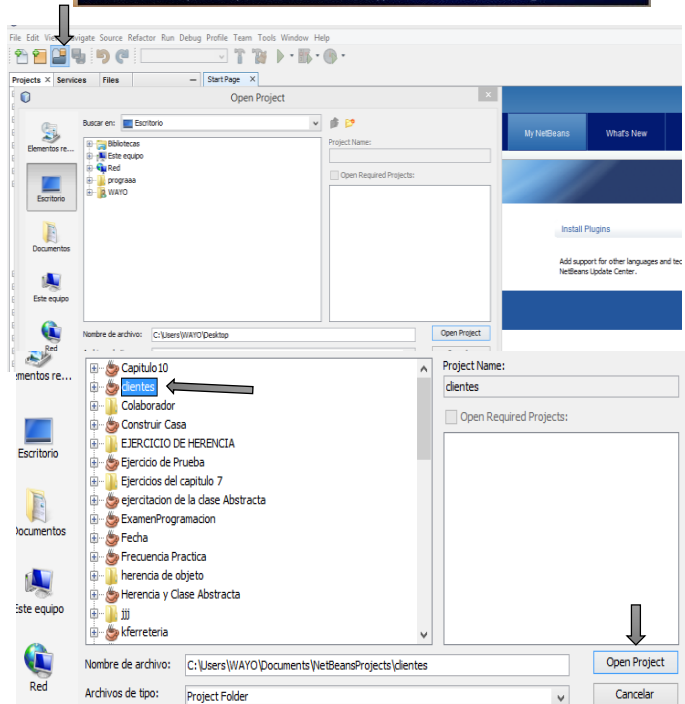 File Edit View Navigate Source Refactor Run Debug Profile Team Tools Window Help
Projects Services Files Start Page
Open Project
Buscar en: Escritorio
Elementos re...
Escritorio
Documentos
Este equipo
Red
Bibliotecas
Este equipo
Red
prograaa
WAYO
Project Name:
Open Required Projects:
Nombre de archivo: C:\Users\WAYO\Desktop
Open Project
My NetBeans What's New
Install Plugins
Add support for other languages and tec
NetBeans Update Center.
ementos re...
Escritorio
Documentos
Este equipo
Red
Capitulo10
clientes
Colaborador
Construir Casa
EJERCICIO DE HERENCIA
Ejercicio de Prueba
Ejercicios del capitulo 7
ejercitacion de la clase Abstracta
ExamenProgramacion
Fecha
Frecuencia Practica
herencia de objeto
Herencia y Clase Abstracta
jjj
kferreteria
Project Name:
clientes
Open Required Projects:
Nombre de archivo: C:\Users\WAYO\Documents\NetBeansProjects\clientes
Open Project
Archivos de tipo: Project Folder
Cancelar